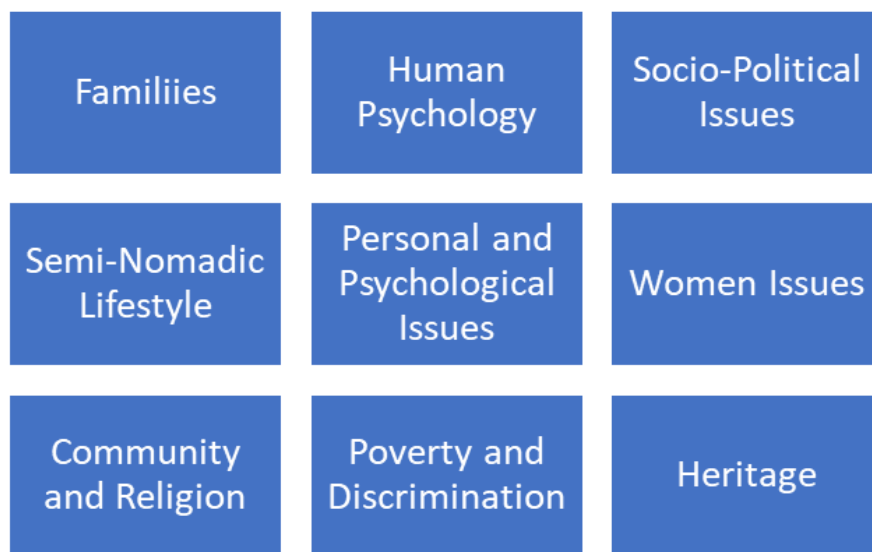 Familiies
Human
Psychology
Socio-Political
Issues
Semi-Nomadic
Lifestyle
Personal and
Psychological
Issues
Women Issues
Community
and Religion
Poverty and
Discrimination
Heritage